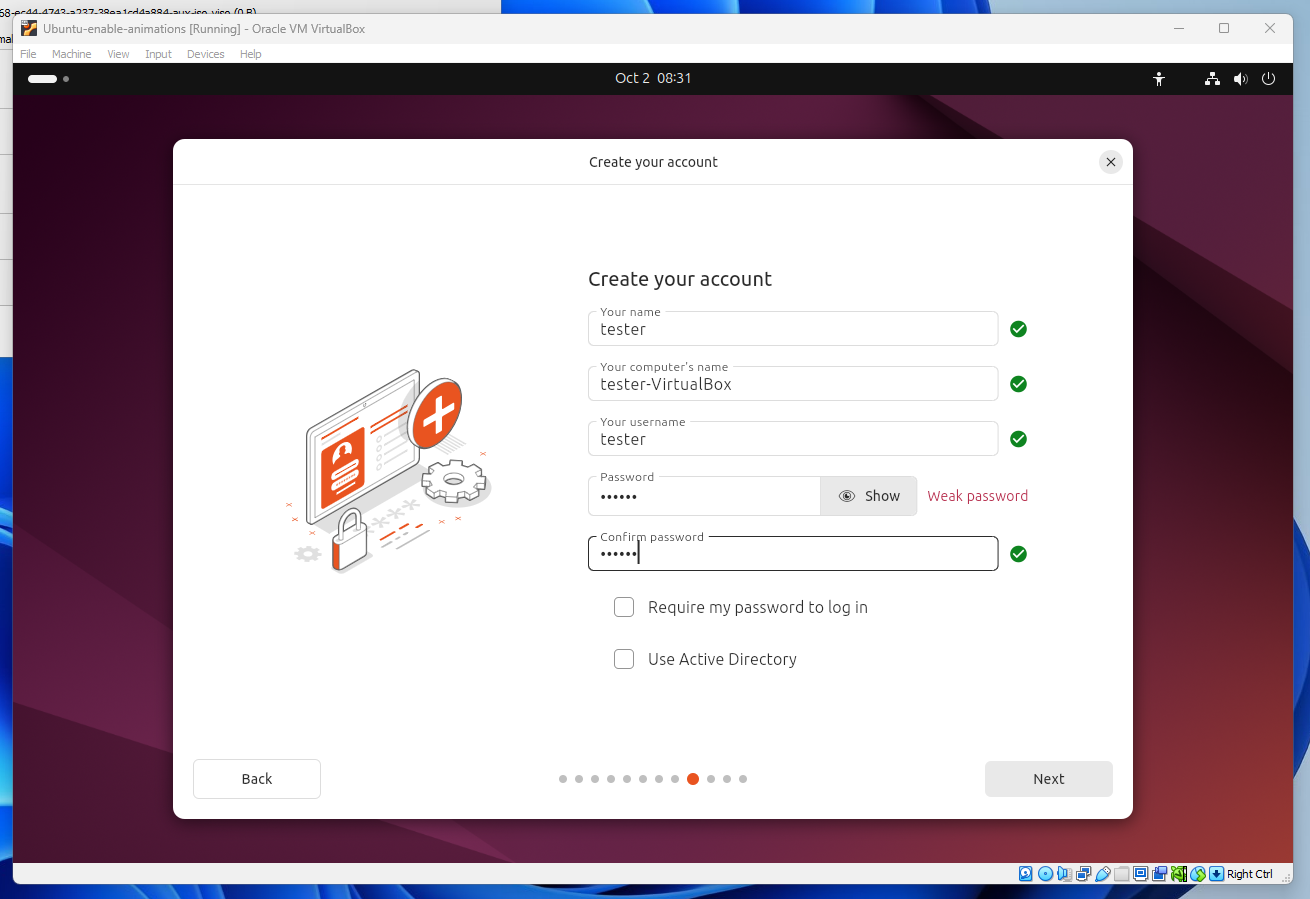 Ubuntu-enable-animations [Running] - Oracle VM VirtualBox
File Machine View Input Devices Help
Oct 2 08:31
Create your account
Create your account
Your name
tester
Your computer's name
tester-VirtualBox
Your username
tester
Password
•••••• Show Weak password
Confirm password
••••••
Require my password to log in
Use Active Directory
Back Next
Right Ctrl